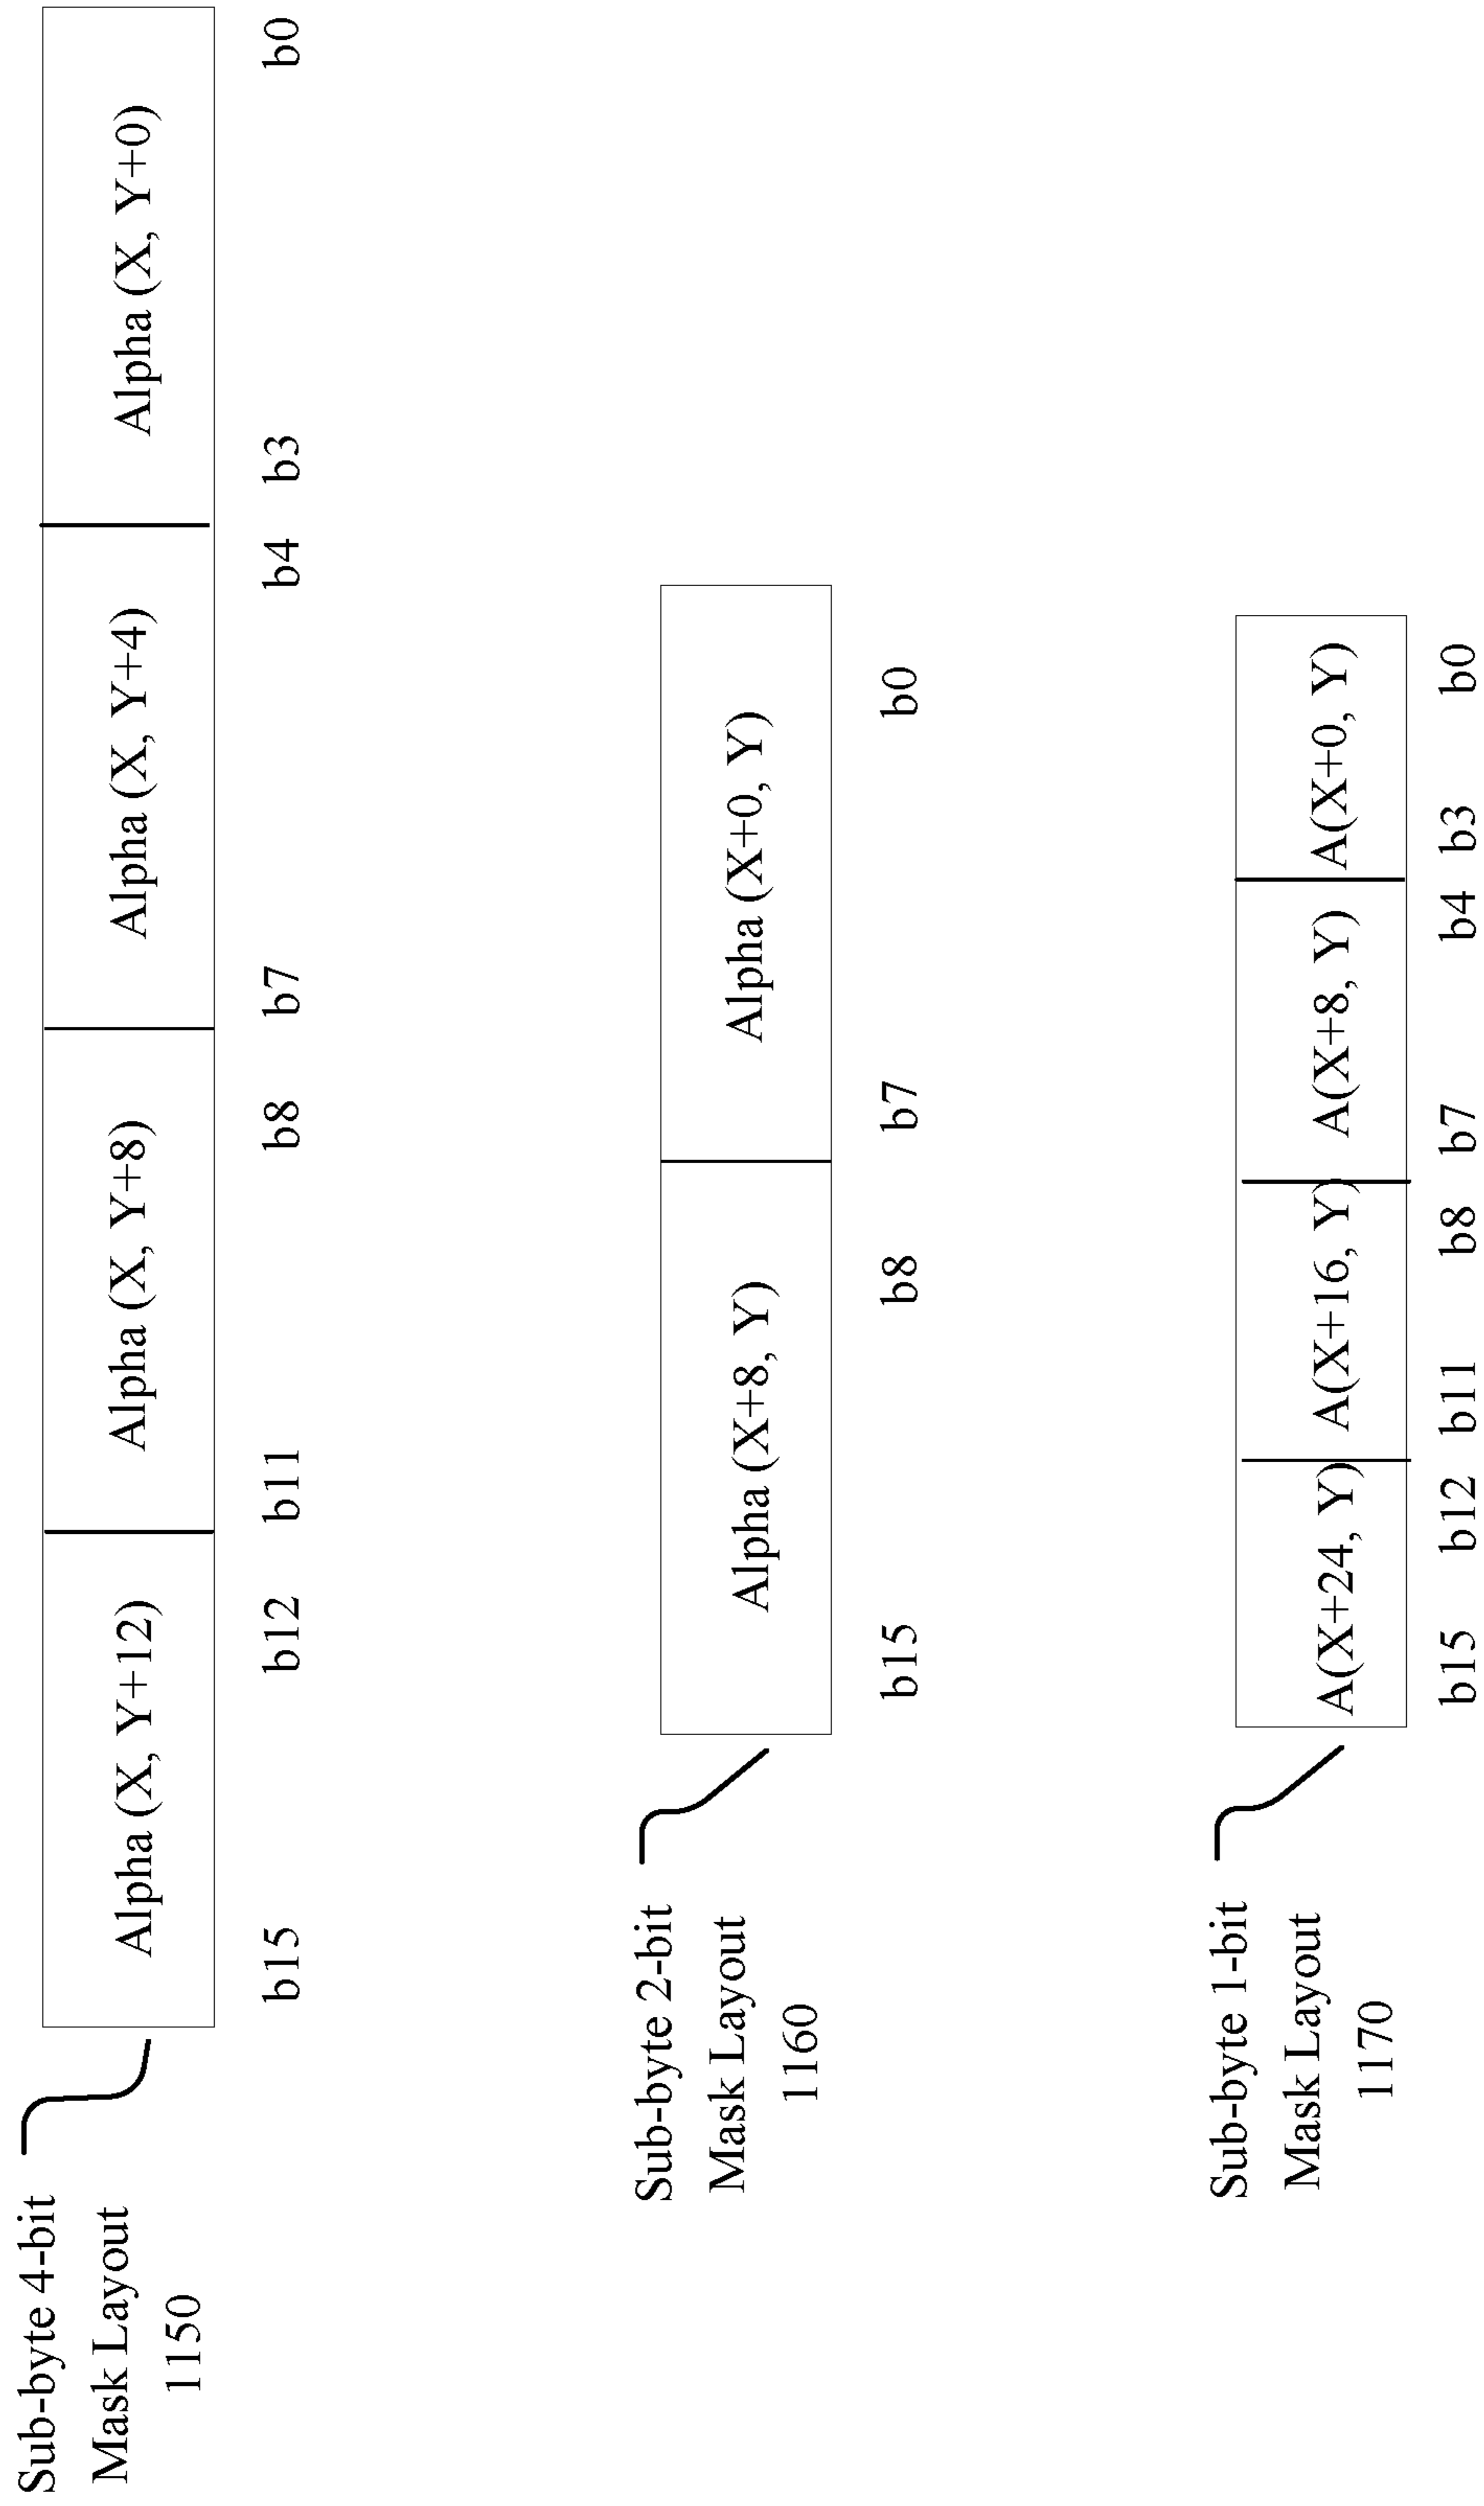 Sub-byte 4-bit
Mask Layout
1150
Alpha (X, Y+12) Alpha (X, Y+8) Alpha (X, Y+4) Alpha (X, Y+0)
b15 b12 b11 b8 b7 b4 b3 b0
Sub-byte 2-bit
Mask Layout
1160
Alpha (X+8, Y) Alpha (X+0, Y)
b15 b8 b7 b0
Sub-byte 1-bit
Mask Layout
1170
A(X+24, Y) A(X+16, Y) A(X+8, Y) A(X+0, Y)
b15 b12 b11 b8 b7 b4 b3 b0